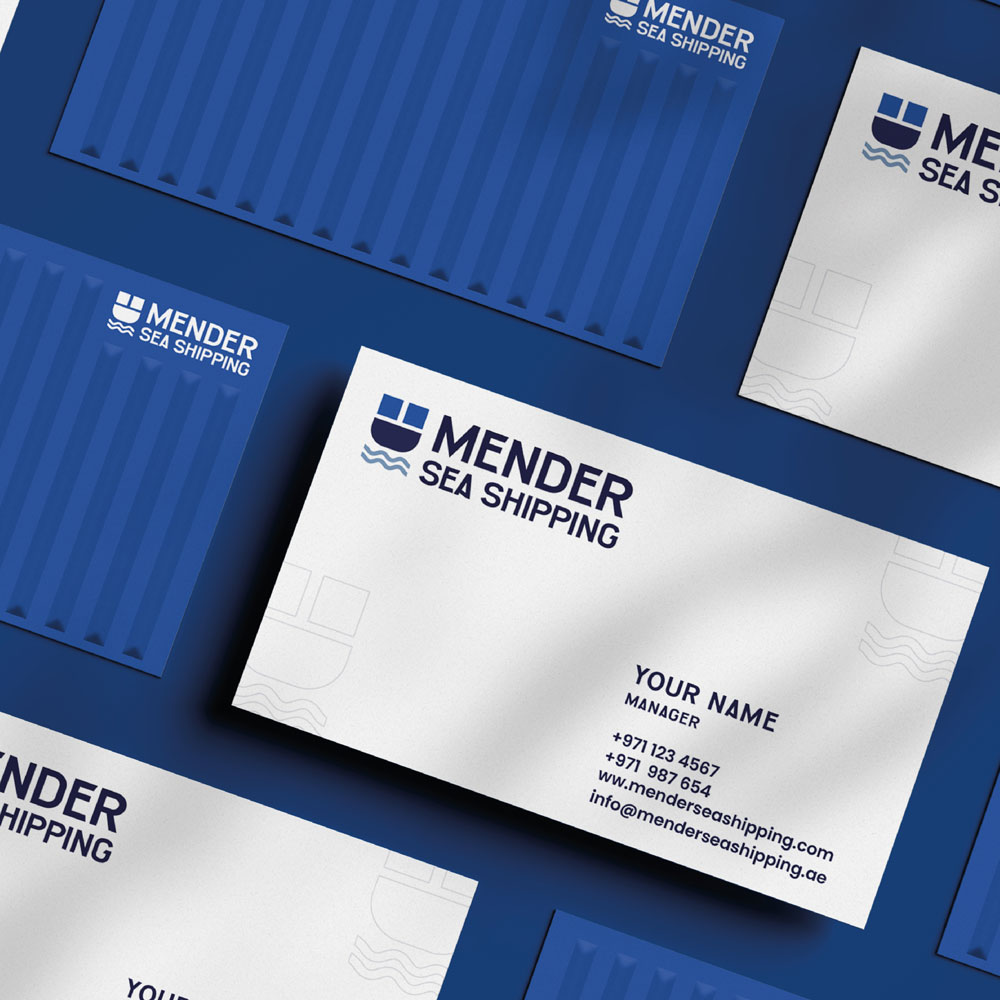 MENDER
SEA SHIPPING
ME
SEA S
MENDER
SEA SHIPPING
MENDER
SEA SHIPPING
YOUR NAME
MANAGER
+971 123 4567
+971 987 654
ww.menderseashipping.com
info@menderseashipping.ae
NDER
HIPPING
YOU